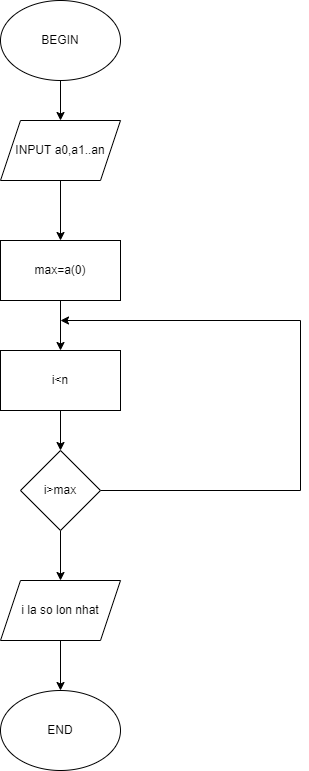 BEGIN
INPUT a0,a1..an
max=a(0)
i<n
i>max
i la so lon nhat
END